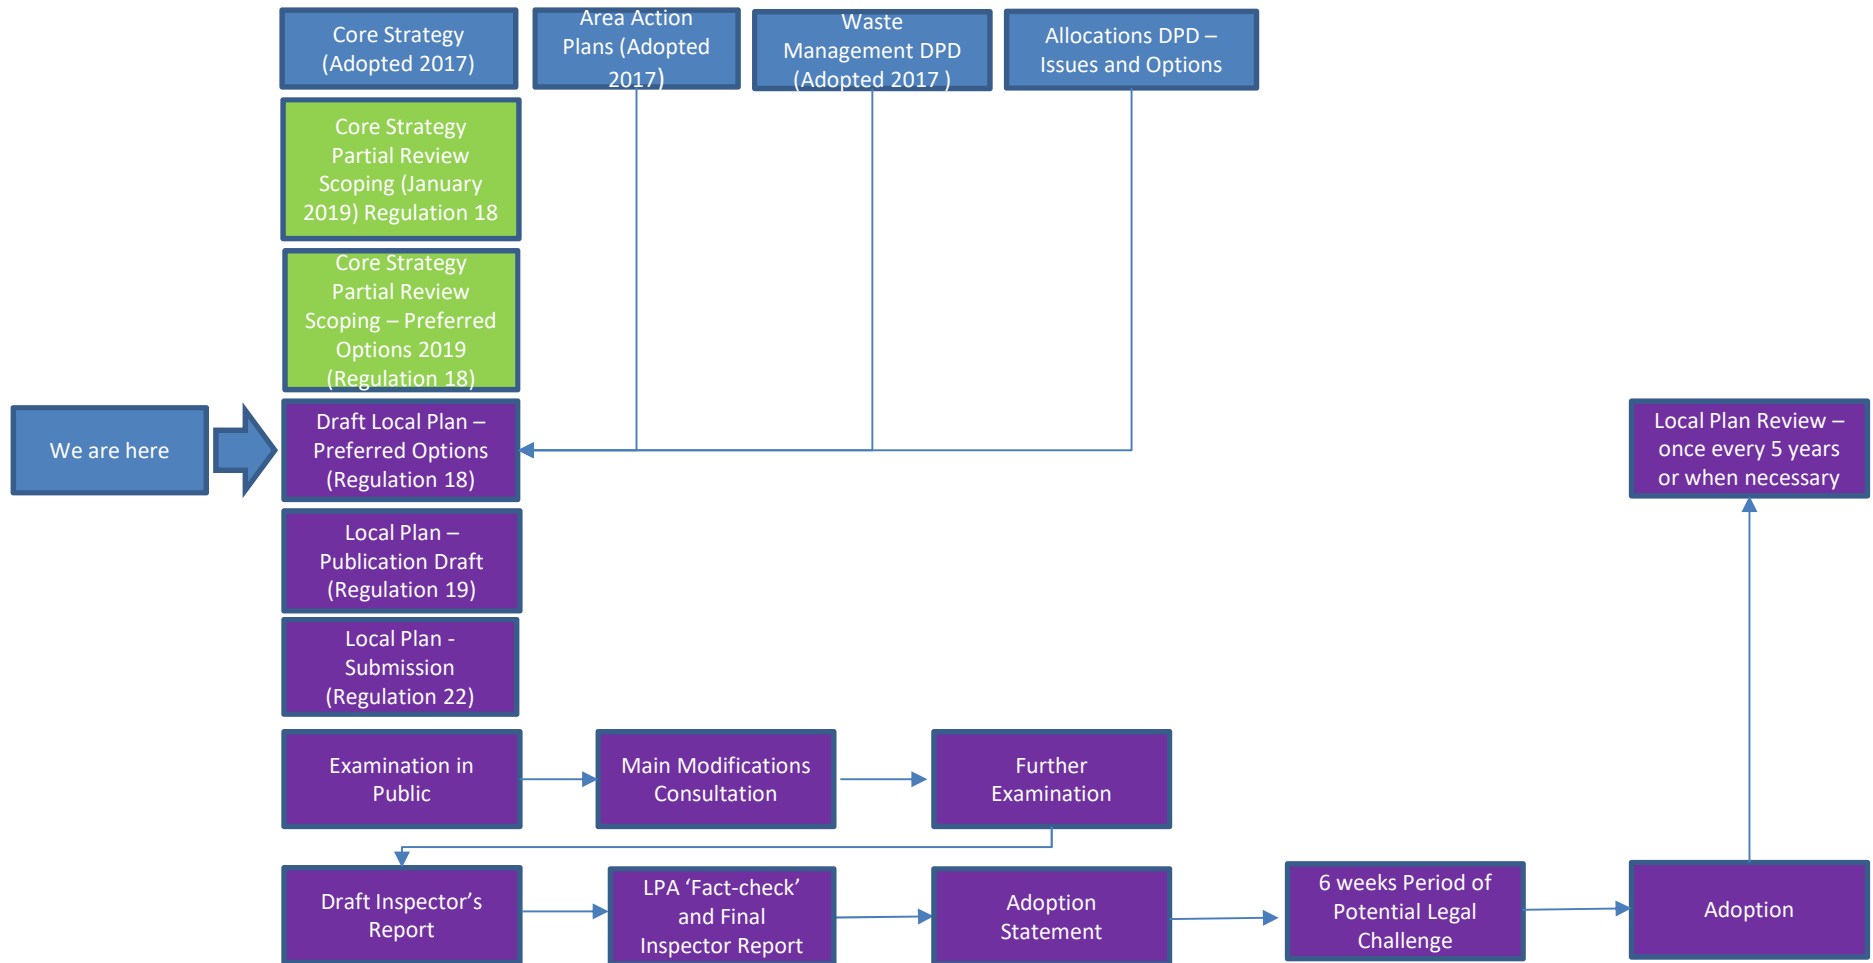 Core Strategy
(Adopted 2017)
Area Action
Plans (Adopted
2017)
Waste
Management DPD
(Adopted 2017 )
Allocations DPD –
Issues and Options
Core Strategy
Partial Review
Scoping (January
2019) Regulation 18
Core Strategy
Partial Review
Scoping – Preferred
Options 2019
(Regulation 18)
We are here
Draft Local Plan –
Preferred Options
(Regulation 18)
Local Plan Review –
once every 5 years
or when necessary
Local Plan –
Publication Draft
(Regulation 19)
Local Plan -
Submission
(Regulation 22)
Examination in
Public
Main Modifications
Consultation
Further
Examination
Draft Inspector’s
Report
LPA ‘Fact-check’
and Final
Inspector Report
Adoption
Statement
6 weeks Period of
Potential Legal
Challenge
Adoption